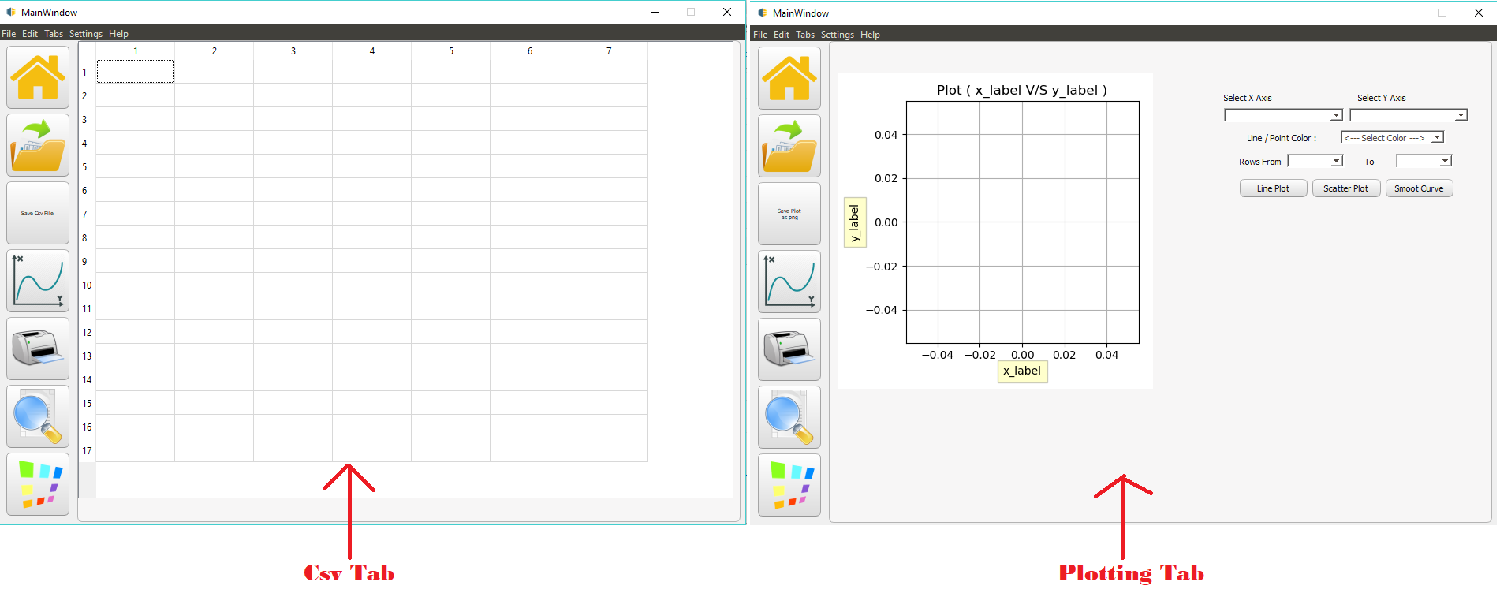 MainWindow
File Edit Tabs Settings Help
1 2 3 4 5 6 7
1
2
3
4
5
6
7
8
9
10
11
12
13
14
15
16
17
Save Csv File
X
Y
Csv Tab
MainWindow
File Edit Tabs Settings Help
Save Plot
as png
X
Y
Plot ( x_label V/S y_label )
0.04
0.02
0.00
−0.02
−0.04
y_label
−0.04 −0.02 0.00 0.02 0.04
x_label
Select X Axis Select Y Axis
Line / Point Color : <--- Select Color --->
Rows From To
Line Plot Scatter Plot Smoot Curve
Plotting Tab